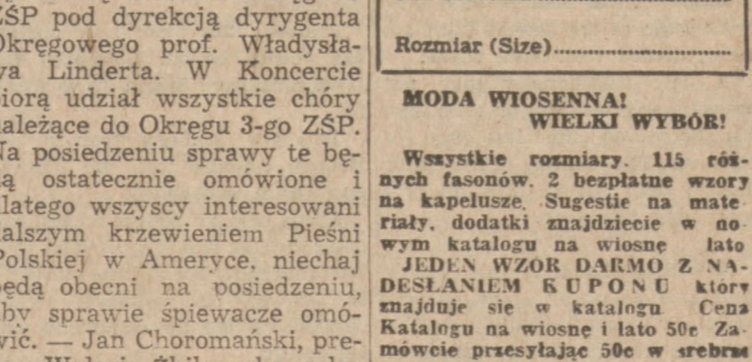 ZŚP pod dyrekcją dyrygenta
Okręgowego prof. Władysła-
wa Linderta. W Koncercie
biorą udział wszystkie chóry
należące do Okręgu 3-go ZŚP.
Na posiedzeniu sprawy te bę-
dą ostatecznie omówione i
dlatego wszyscy interesowani
dalszym krzewieniem Pieśni
Polskiej w Ameryce, niechaj
będą obecni na posiedzeniu,
aby sprawie śpiewacze omó-
wić. — Jan Choromański, pre-
Rozmiar (Size)
MODA WIOSENNA!
WIELKI WYBÓR!
Wszystkie rozmiary. 115 róż-
nych fasonów. 2 bezpłatne wzory
na kapelusze. Sugestie na mate
riały, dodatki znajdziecie w no
wym katalogu na wiosnę lato
JEDEN WZOR DARMO Z NA-
DESŁANIEM KUPONU który
znajduje się w katalogu Cena
Katalogu na wiosnę i lato 50c Za
mówcie przesyłając 50c w srebrze